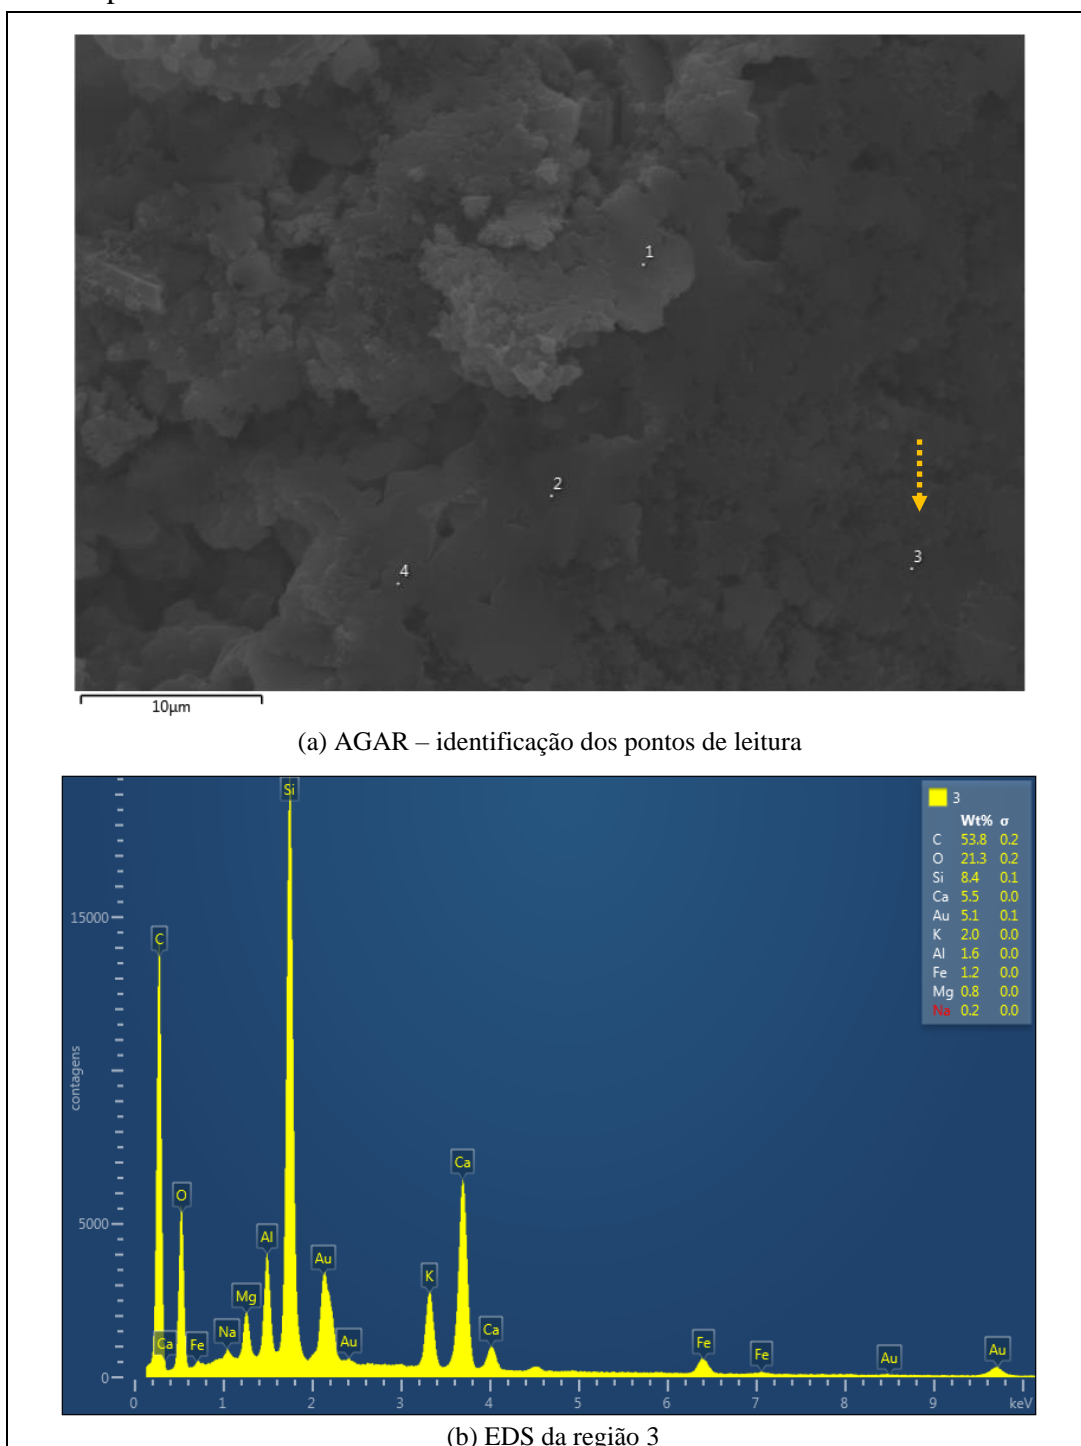 1
2
3
4
10µm
(a) AGAR – identificação dos pontos de leitura
Si
3
Wt% σ
C 53.8 0.2
O 21.3 0.2
Si 8.4 0.1
Ca 5.5 0.0
Au 5.1 0.1
K 2.0 0.0
Al 1.6 0.0
Fe 1.2 0.0
Mg 0.8 0.0
Na 0.2 0.0
15000
C
contagens
Ca
O
5000
Al
Au
K
Mg
Na
Ca
Au
Fe
Ca
Fe
Fe
Au
Au
0
0 1 2 3 4 5 6 7 8 9 keV
(b) EDS da região 3